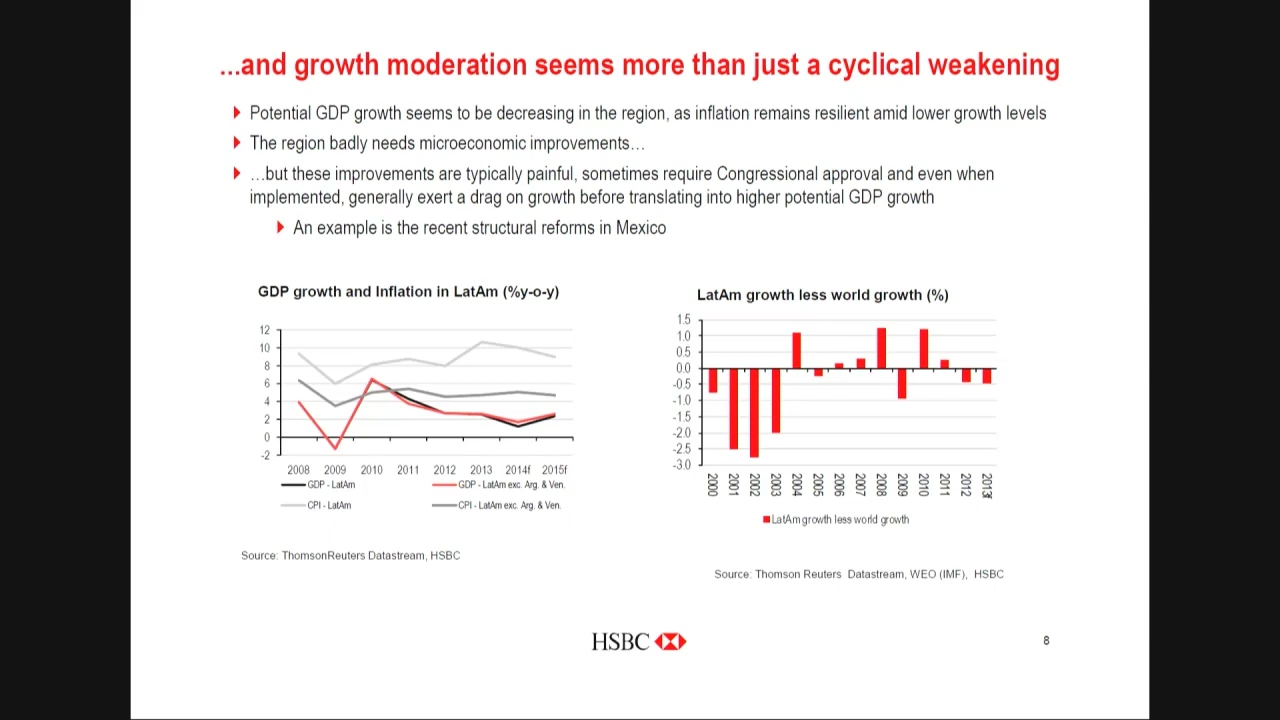 ...and growth moderation seems more than just a cyclical weakening
Potential GDP growth seems to be decreasing in the region, as inflation remains resilient amid lower growth levels
The region badly needs microeconomic improvements…
…but these improvements are typically painful, sometimes require Congressional approval and even when
implemented, generally exert a drag on growth before translating into higher potential GDP growth
An example is the recent structural reforms in Mexico
GDP growth and Inflation in LatAm (%y-o-y)
12
10
8
6
4
2
0
-2
2008 2009 2010 2011 2012 2013 2014f 2015f
GDP - LatAm
GDP - LatAm exc. Arg. & Ven.
CPI - LatAm
CPI - LatAm exc. Arg. & Ven.
Source: ThomsonReuters Datastream, HSBC
LatAm growth less world growth (%)
1.5
1.0
0.5
0.0
-0.5
-1.0
-1.5
-2.0
-2.5
-3.0
2000 2001 2002 2003 2004 2005 2006 2007 2008 2009 2010 2011 2012 2013f
LatAm growth less world growth
Source: Thomson Reuters Datastream, WEO (IMF), HSBC
HSBC
8